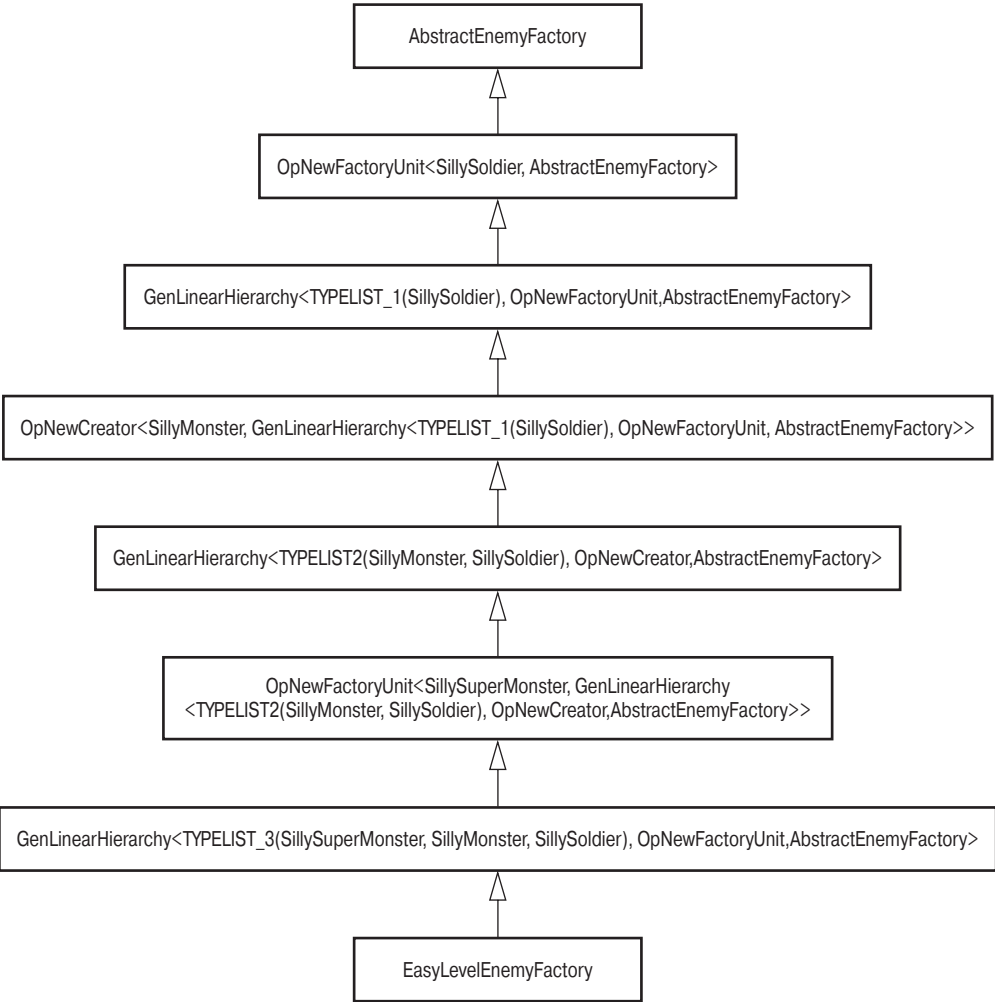 AbstractEnemyFactory
OpNewFactoryUnit<SillySoldier, AbstractEnemyFactory>
GenLinearHierarchy<TYPELIST_1(SillySoldier), OpNewFactoryUnit,AbstractEnemyFactory>
OpNewCreator<SillyMonster, GenLinearHierarchy<TYPELIST_1(SillySoldier), OpNewFactoryUnit, AbstractEnemyFactory>>
GenLinearHierarchy<TYPELIST2(SillyMonster, SillySoldier), OpNewCreator,AbstractEnemyFactory>
OpNewFactoryUnit<SillySuperMonster, GenLinearHierarchy
<TYPELIST2(SillyMonster, SillySoldier), OpNewCreator,AbstractEnemyFactory>>
GenLinearHierarchy<TYPELIST_3(SillySuperMonster, SillyMonster, SillySoldier), OpNewFactoryUnit,AbstractEnemyFactory>
EasyLevelEnemyFactory